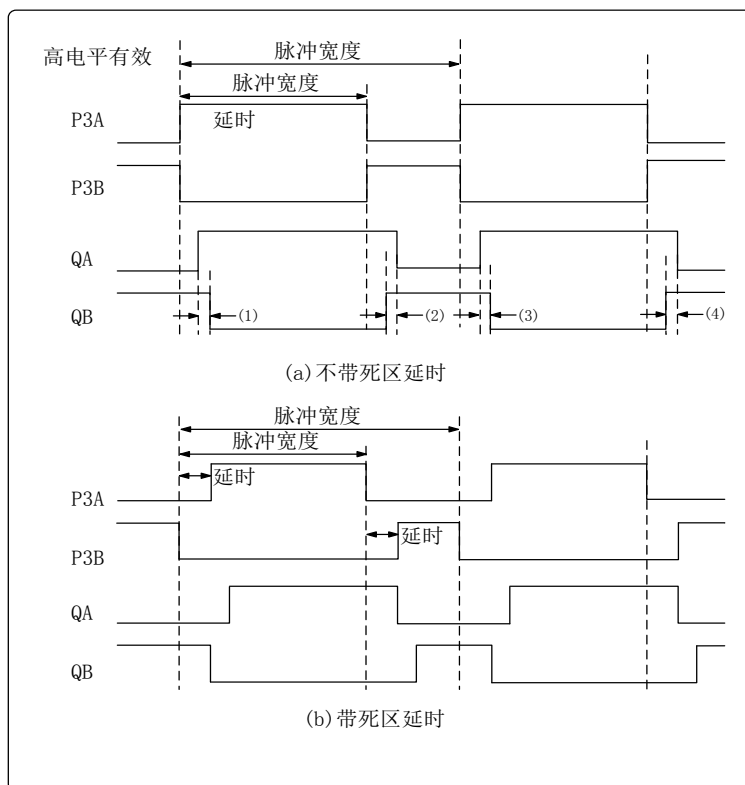 高电平有效
脉冲宽度
脉冲宽度
P3A
延时
P3B
QA
QB
(1)
(2)
(3)
(4)
(a)不带死区延时
脉冲宽度
脉冲宽度
延时
P3A
P3B
延时
QA
QB
(b)带死区延时